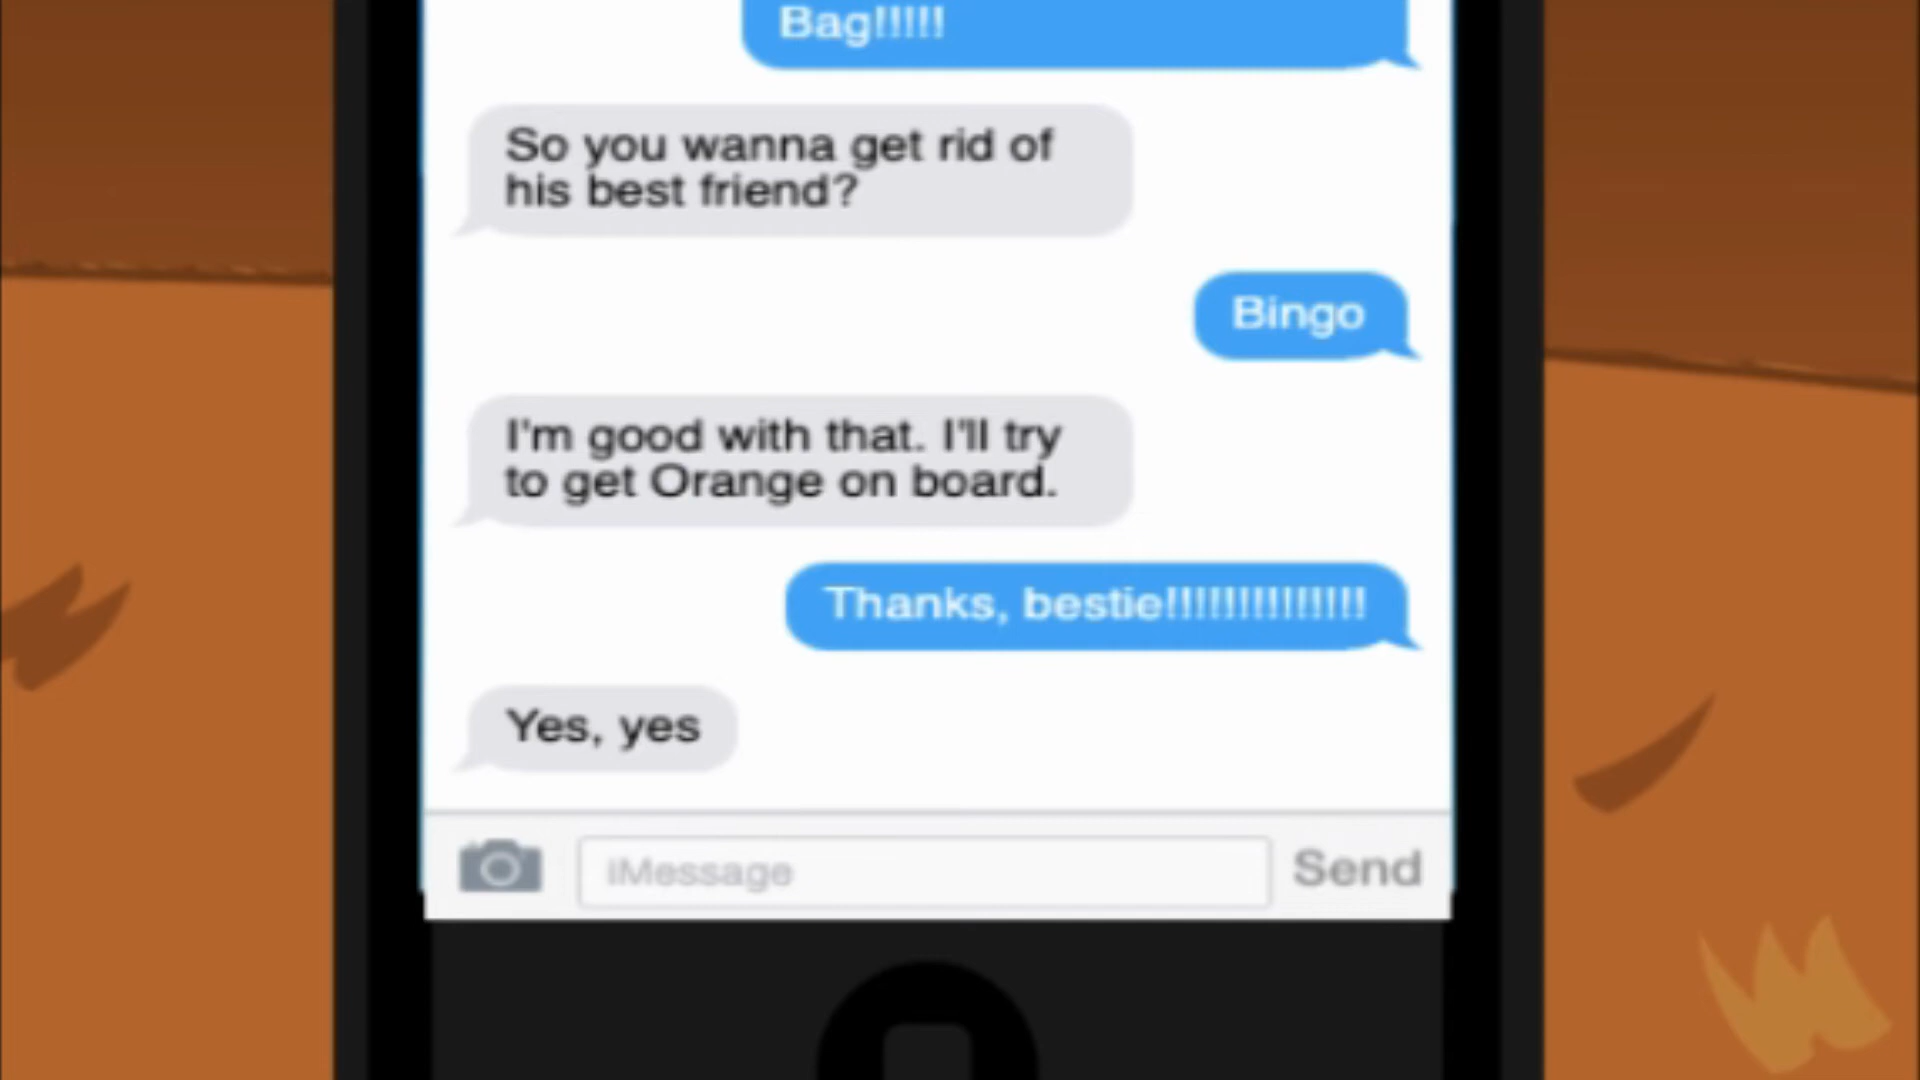 Bag!!!!!
So you wanna get rid of
his best friend?
Bingo
I'm good with that. I'll try
to get Orange on board.
Thanks, bestie!!!!!!!!!!!!!!
Yes, yes
iMessage
Send